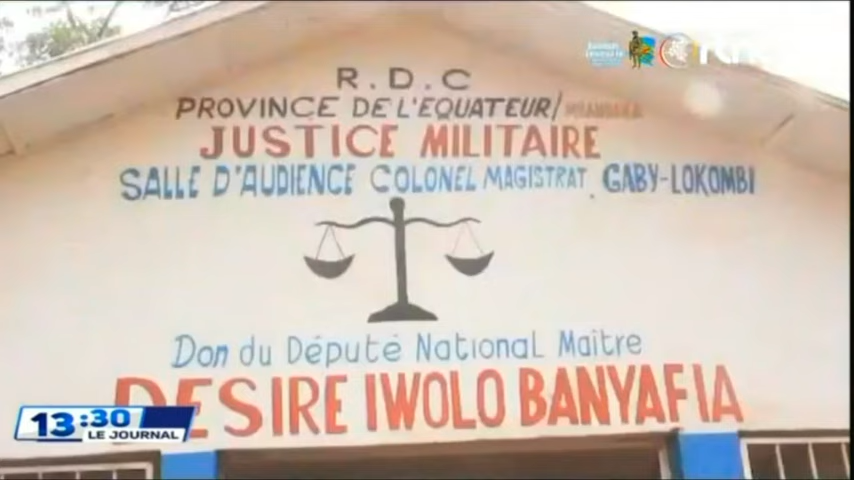 R.D.C
PROVINCE DE L'EQUATEUR/MBANDAKA
JUSTICE MILITAIRE
SALLE D'AUDIENCE COLONEL MAGISTRAT GABY-LOKOMBI
Don du Député National Maître
DESIRE IWOLO BANYAFIA
13:30
LE JOURNAL